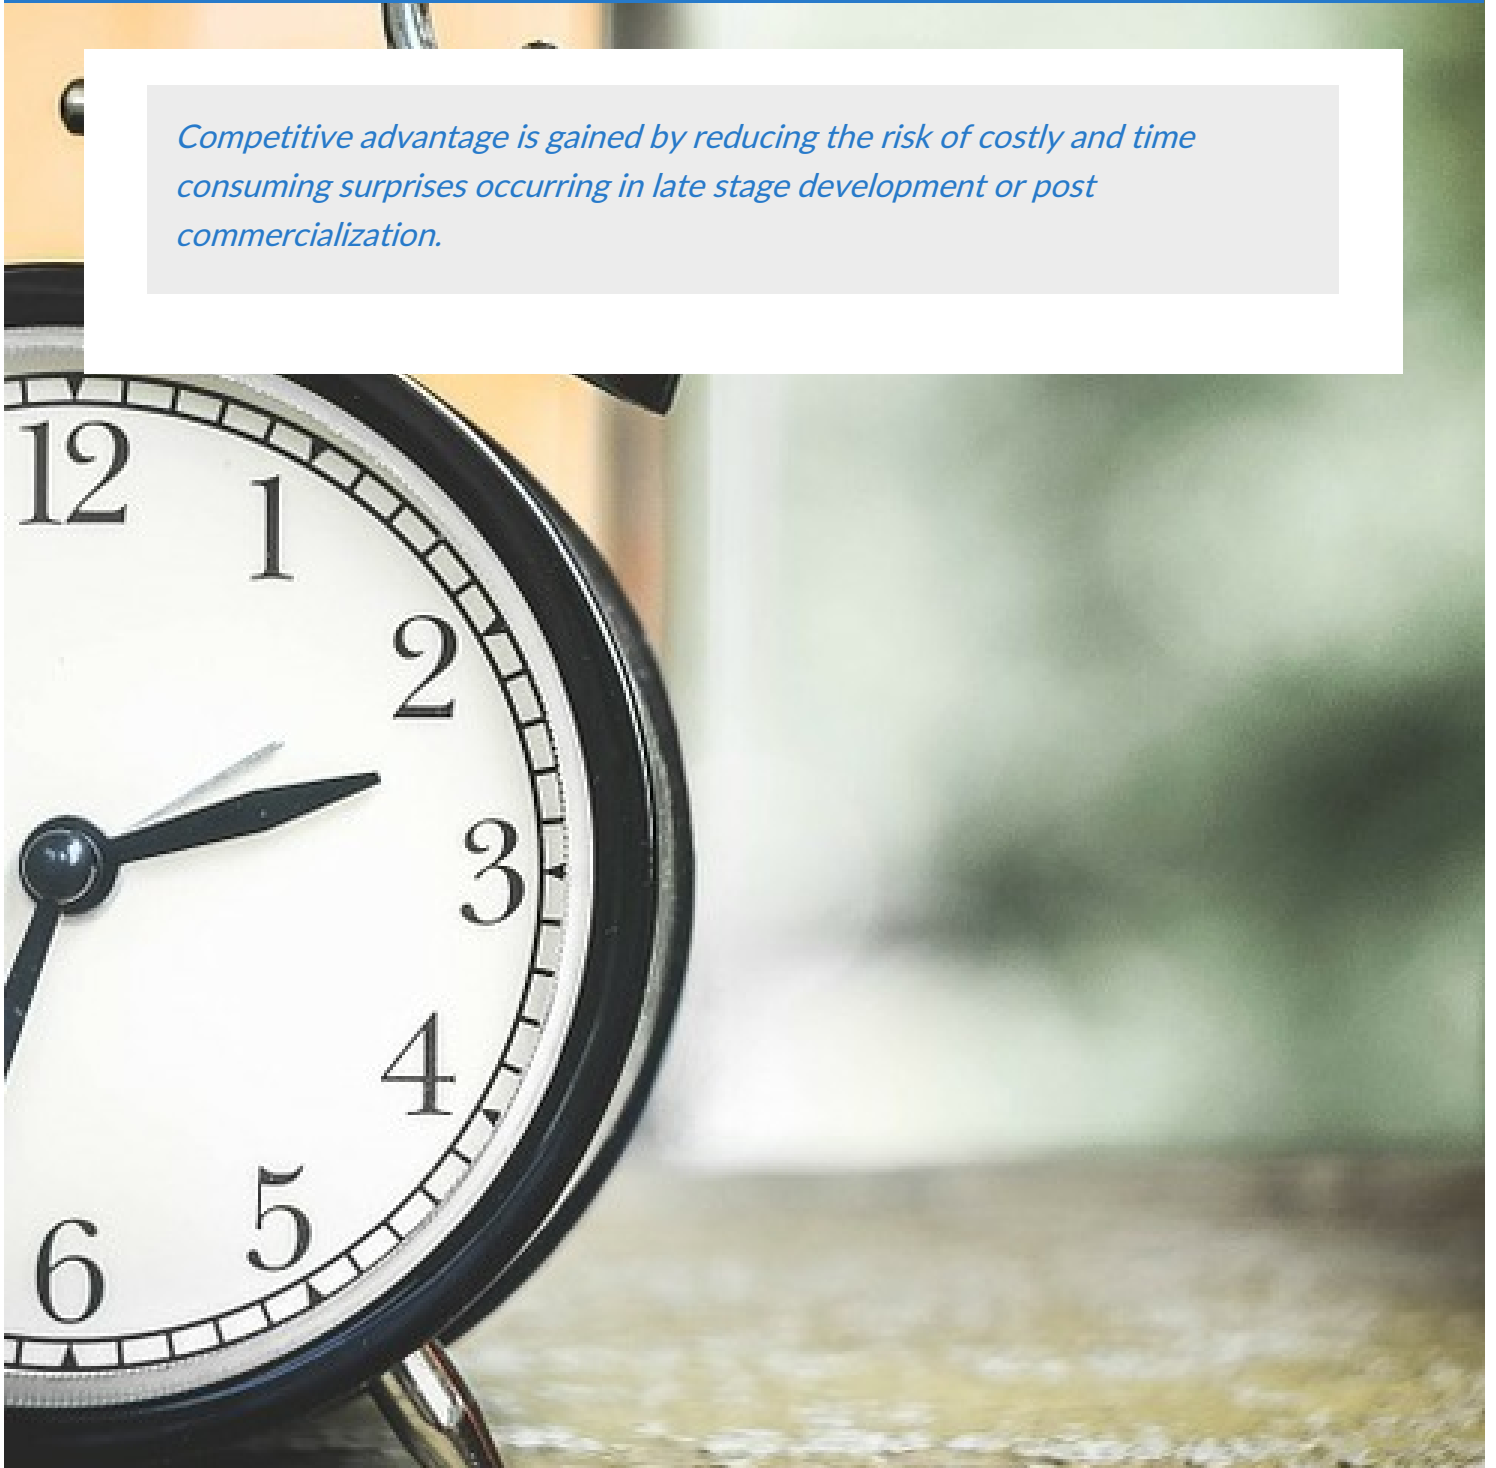 Competitive advantage is gained by reducing the risk of costly and time
consuming surprises occurring in late stage development or post
commercialization.
12
1
2
3
4
5
6